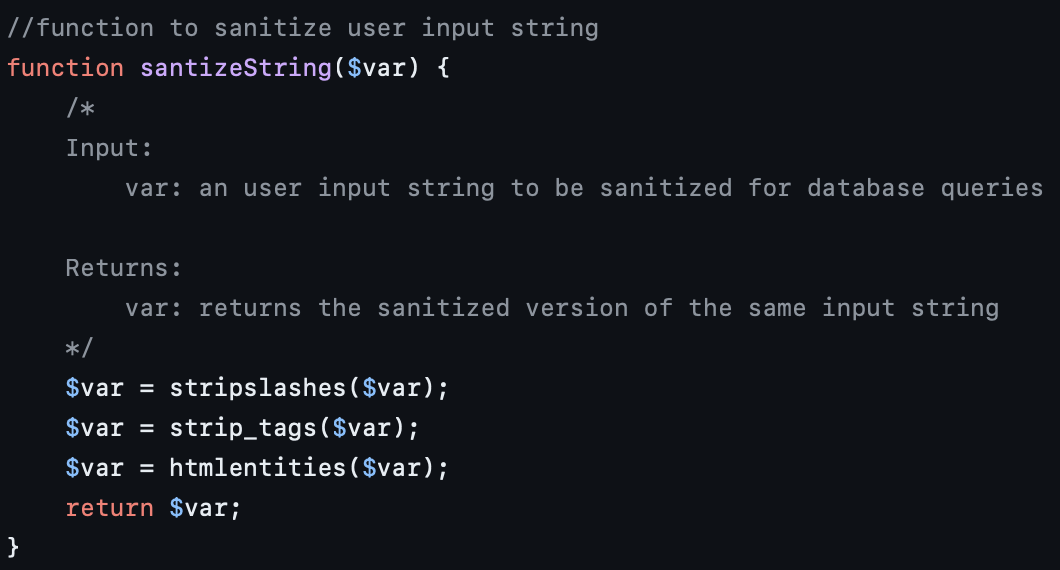 //function to sanitize user input string
function santizeString($var) {
    /*
    Input:
        var: an user input string to be sanitized for database queries

    Returns:
        var: returns the sanitized version of the same input string
    */
    $var = stripslashes($var);
    $var = strip_tags($var);
    $var = htmlentities($var);
    return $var;
}